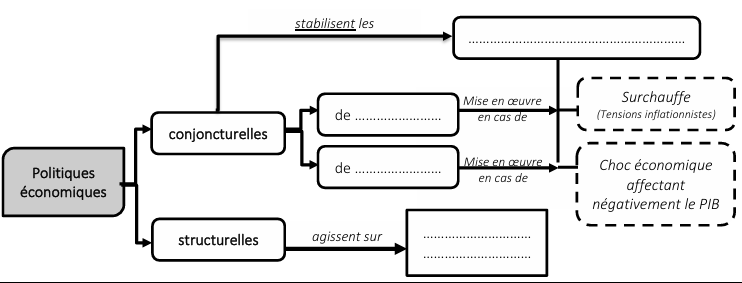 stabilisent les
................................................................
conjoncturelles
de ........................
Mise en œuvre
en cas de
Surchauffe
(Tensions inflationnistes)
de ........................
Mise en œuvre
en cas de
Choc économique
affectant
négativement le PIB
Politiques
économiques
structurelles
agissent sur
..............................
..............................